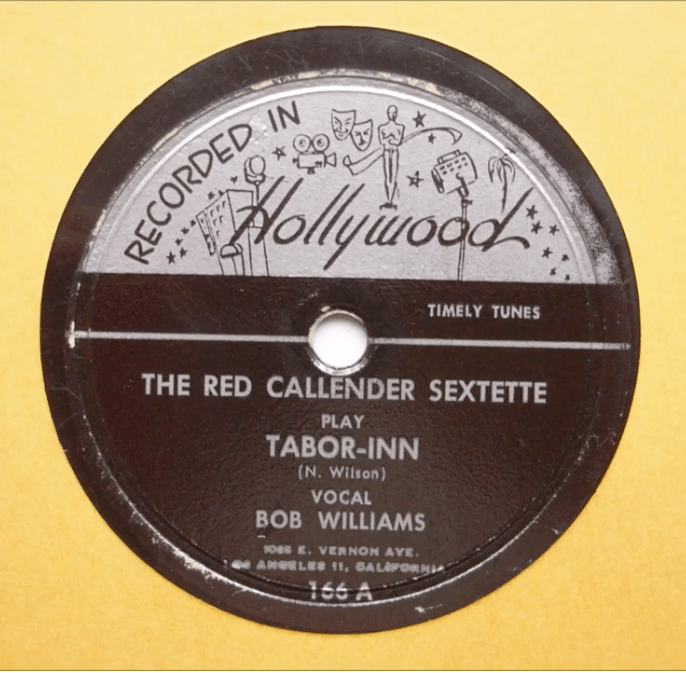 RECORDED IN
Hollywood
TIMELY TUNES
THE RED CALLENDER SEXTETTE
PLAY
TABOR-INN
(N. Wilson)
VOCAL
BOB WILLIAMS
E. VERNON AVE.
LOS ANGELES 11, CALIFORNIA
166 A